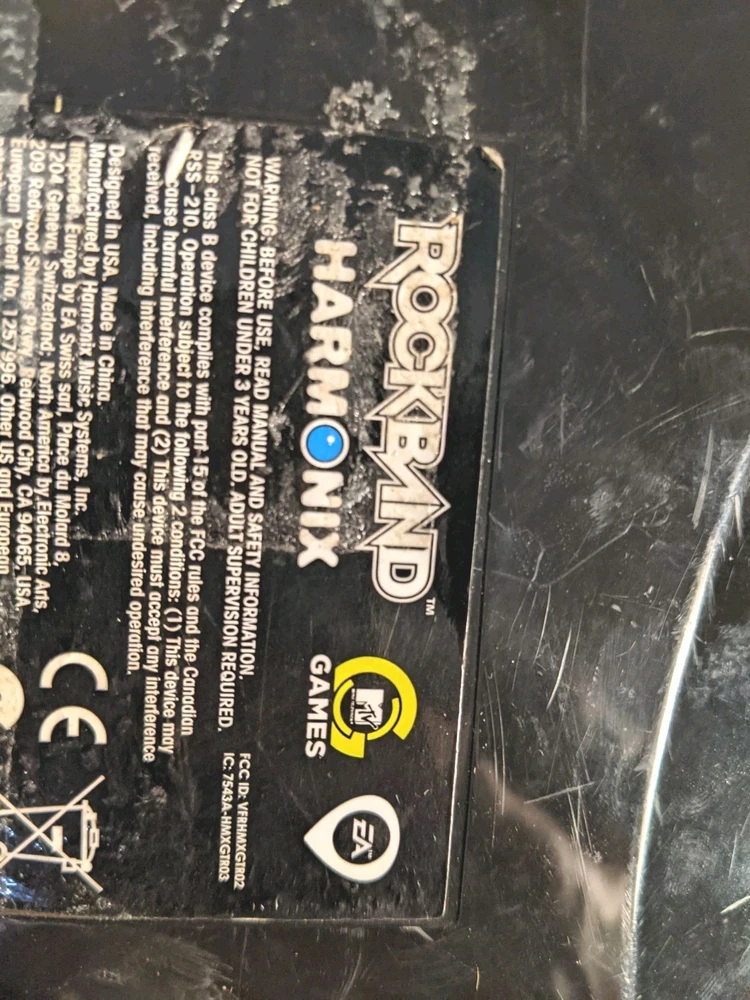 ROCKBAND™
HARMONIX
MTV
GAMES
EA™
WARNING: BEFORE USE, READ MANUAL AND SAFETY INFORMATION.
NOT FOR CHILDREN UNDER 3 YEARS OLD. ADULT SUPERVISION REQUIRED.
FCC ID: VFRHMXGTR02
IC: 7543A-HMXGTR03
This class B device complies with part 15 of the FCC rules and the Canadian
RSS-210. Operation subject to the following 2 conditions: (1) This device may
cause harmful interference and (2) This device must accept any interference
received, including interference that may cause undesired operation.
Designed in USA. Made in China.
Manufactured by Harmonix Music Systems, Inc.
Imported: Europe by EA Swiss sarl, Place du Molard 8,
1204 Geneva, Switzerland; North America by Electronic Arts,
209 Redwood Shores Pkwy, Redwood City, CA 94065, USA
European Patent No. 1257996. Other US and European
CE